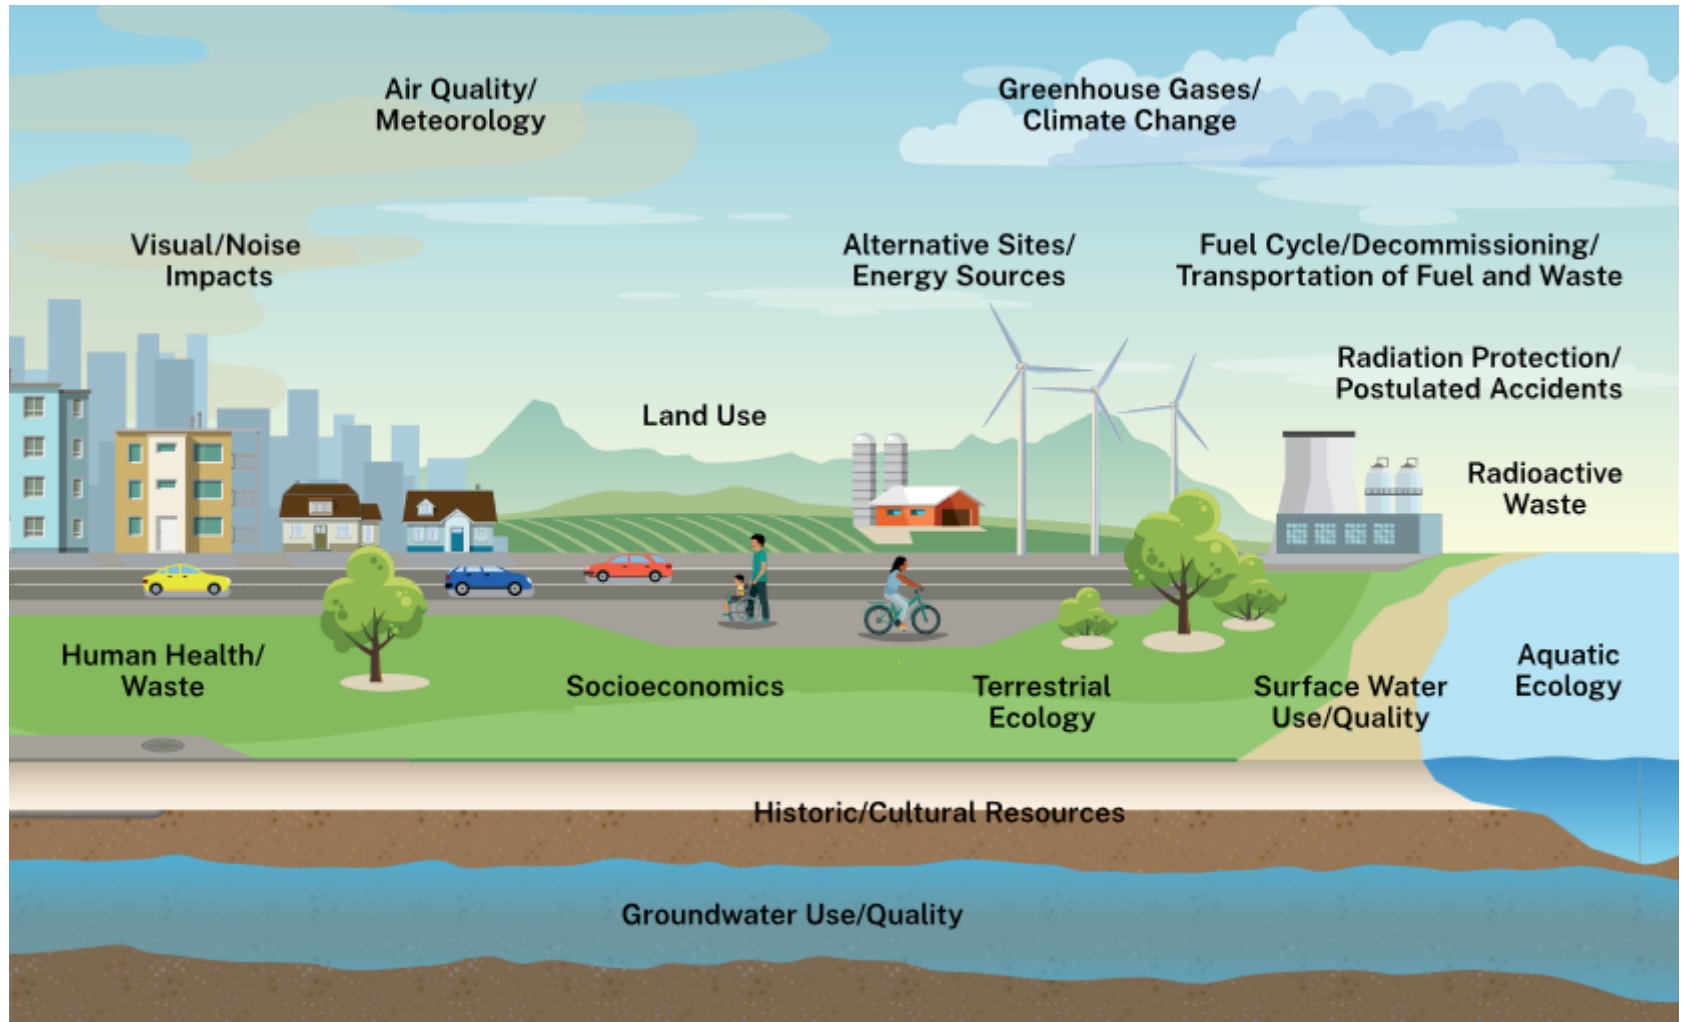 Air Quality/
Meteorology
Greenhouse Gases/
Climate Change
Visual/Noise
Impacts
Alternative Sites/
Energy Sources
Fuel Cycle/Decommissioning/
Transportation of Fuel and Waste
Radiation Protection/
Postulated Accidents
Land Use
Radioactive
Waste
Human Health/
Waste
Socioeconomics
Terrestrial
Ecology
Surface Water
Use/Quality
Aquatic
Ecology
Historic/Cultural Resources
Groundwater Use/Quality